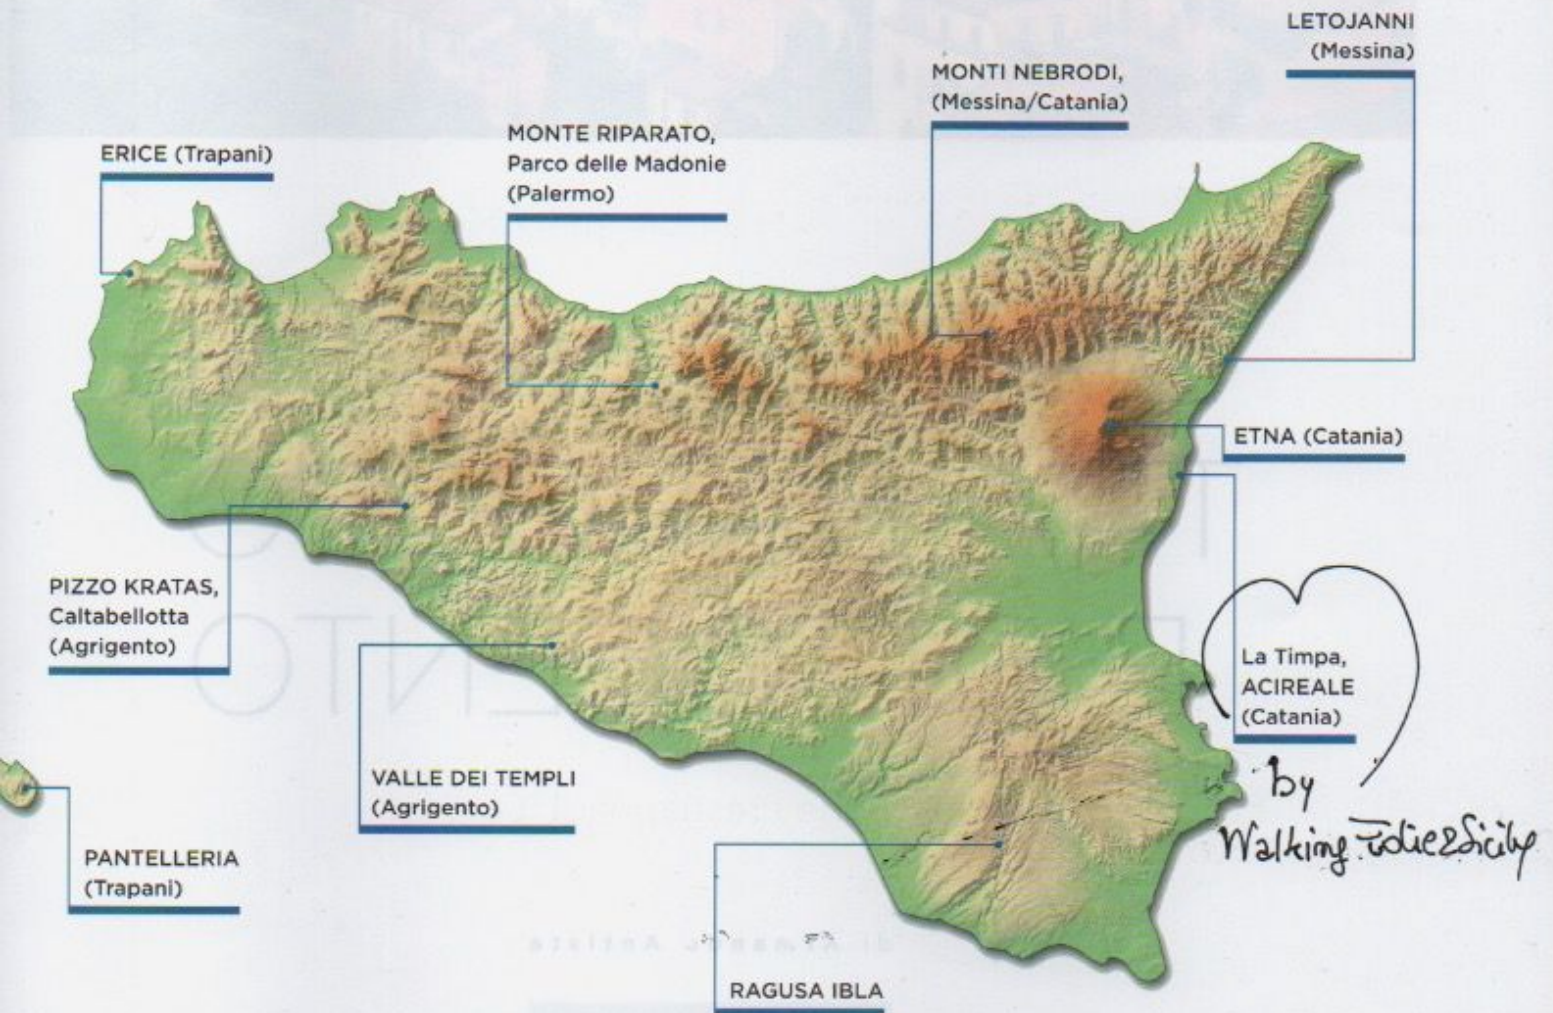 LETOJANNI
(Messina)
MONTI NEBRODI,
(Messina/Catania)
MONTE RIPARATO,
Parco delle Madonie
(Palermo)
ERICE (Trapani)
ETNA (Catania)
PIZZO KRATAS,
Caltabellotta
(Agrigento)
La Timpa,
ACIREALE
(Catania)
VALLE DEI TEMPLI
(Agrigento)
by
Walking
PANTELLERIA
(Trapani)
RAGUSA IBLA